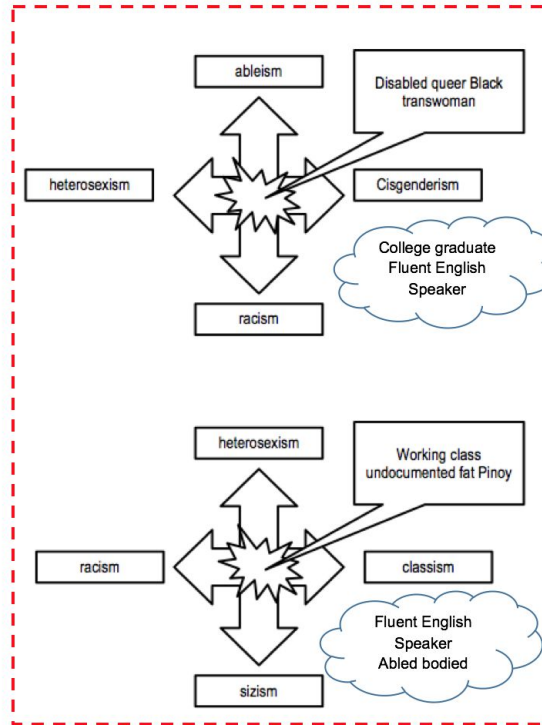 ableism
Disabled queer Black
transwoman
heterosexism
Cisgenderism
College graduate
Fluent English
Speaker
racism
heterosexism
Working class
undocumented fat Pinoy
racism
classism
Fluent English
Speaker
Abled bodied
sizism